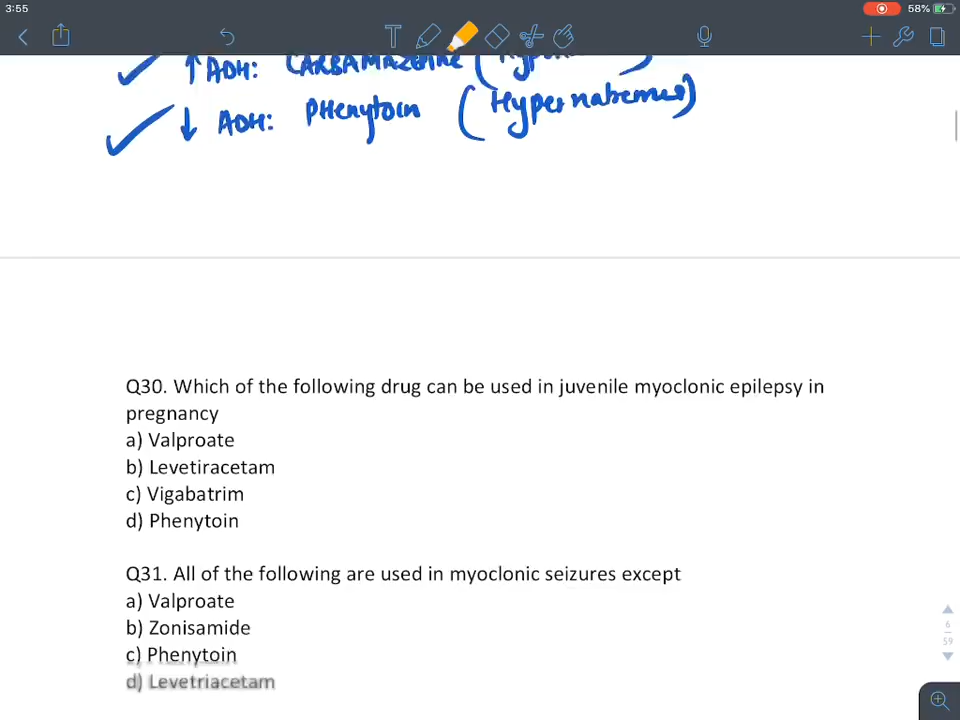 3:55
58%
↑ ADH: CARBAMAZEPINE (
↓ ADH: PHenytoin (Hypernatremia)
Q30. Which of the following drug can be used in juvenile myoclonic epilepsy in
pregnancy
a) Valproate
b) Levetiracetam
c) Vigabatrim
d) Phenytoin
Q31. All of the following are used in myoclonic seizures except
a) Valproate
b) Zonisamide
c) Phenytoin
d) Levetriacetam
6
59